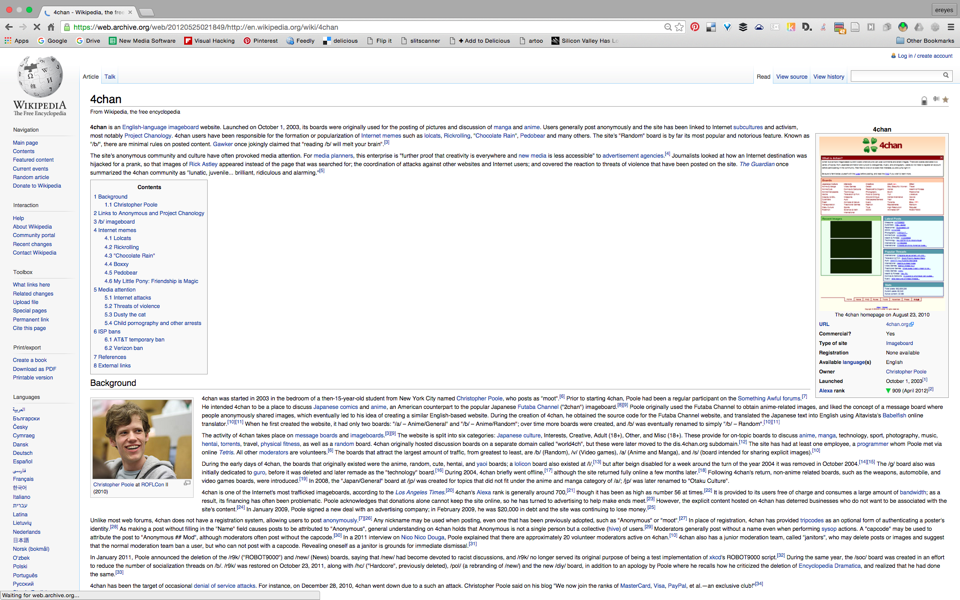 4chan - Wikipedia, the free
ereyes
https://web.archive.org/web/20120525021849/http://en.wikipedia.org/wiki/4chan
Apps Google Drive New Media Software Visual Hacking Pinterest Feedly delicious Flip it slitscanner + Add to Delicious artoo Silicon Valley Has Other Bookmarks
Log in / create account
WIKIPEDIA
The Free Encyclopedia
Article Talk Read View source View history
4chan
From Wikipedia, the free encyclopedia
Navigation
Main page
Contents
Featured content
Current events
Random article
Donate to Wikipedia
Interaction
Help
About Wikipedia
Community portal
Recent changes
Contact Wikipedia
Toolbox
What links here
Related changes
Upload file
Special pages
Permanent link
Cite this page
Print/export
Create a book
Download as PDF
Printable version
Languages
العربية
Български
Česky
Cymraeg
Dansk
Deutsch
Español
فارسی
Français
한국어
Italiano
עברית
Latina
Lietuvių
Nederlands
日本語
Norsk (bokmål)
O'zbek
Polski
Português
Русский
4chan is an English-language imageboard website. Launched on October 1, 2003, its boards were originally used for the posting of pictures and discussion of manga and anime. Users generally post anonymously and the site has been linked to Internet subcultures and activism,
most notably Project Chanology. 4chan users have been responsible for the formation or popularization of Internet memes such as lolcats, Rickrolling, "Chocolate Rain", Pedobear and many others. The site's "Random" board is by far its most popular and notorious feature. Known as
"/b/", there are minimal rules on posted content. Gawker once jokingly claimed that "reading /b/ will melt your brain".[3]
The site's anonymous community and culture have often provoked media attention. For media planners, this enterprise is "further proof that creativity is everywhere and new media is less accessible" to advertisement agencies.[4] Journalists looked at how an Internet destination was
hijacked for a prank, so that images of Rick Astley appeared instead of the page that was searched for; the coordination of attacks against other websites and Internet users; and covered the reaction to threats of violence that have been posted on the site. The Guardian once
summarized the 4chan community as "lunatic, juvenile... brilliant, ridiculous and alarming."[5]
Contents
1 Background
1.1 Christopher Poole
2 Links to Anonymous and Project Chanology
3 /b/ imageboard
4 Internet memes
4.1 Lolcats
4.2 Rickrolling
4.3 "Chocolate Rain"
4.4 Boxxy
4.5 Pedobear
4.6 My Little Pony: Friendship is Magic
5 Media attention
5.1 Internet attacks
5.2 Threats of violence
5.3 Dusty the cat
5.4 Child pornography and other arrests
6 ISP bans
6.1 AT&T temporary ban
6.2 Verizon ban
7 References
8 External links
4chan
4chan
The 4chan homepage on August 23, 2010
URL 4chan.org
Commercial? Yes
Type of site Imageboard
Registration None available
Available language(s) English
Owner Christopher Poole
Launched October 1, 2003[1]
Alexa rank 909 (April 2012)[2]
Background
Christopher Poole at ROFLCon II
(2010)
4chan was started in 2003 in the bedroom of a then-15-year-old student from New York City named Christopher Poole, who posts as "moot".[6] Prior to starting 4chan, Poole had been a regular participant on the Something Awful forums.[7]
He intended 4chan to be a place to discuss Japanese comics and anime, an American counterpart to the popular Japanese Futaba Channel ("2chan") imageboard.[8][9] Poole originally used the Futaba Channel to obtain anime-related images, and liked the concept of a message board where
people anonymously shared images, which eventually led to his idea of creating a similar English-based website. During the creation of 4chan, he obtained the source code for the Futaba Channel website, and translated the Japanese text into English using Altavista's Babelfish online
translator.[10][11] When he first created the website, it had only two boards: "/a/ – Anime/General" and "/b/ – Anime/Random"; over time more boards were created, and /b/ was eventually renamed to simply "/b/ – Random".[10][11]
The activity of 4chan takes place on message boards and imageboards.[3][8] The website is split into six categories: Japanese culture, Interests, Creative, Adult (18+), Other, and Misc (18+). These provide for on-topic boards to discuss anime, manga, technology, sport, photography, music,
hentai, torrents, travel, physical fitness, as well as a random board. 4chan originally hosted discussion boards on a separate domain called "world4ch", but these were later moved to the dis.4chan.org subdomain.[12] The site has had at least one employee, a programmer whom Poole met via
online Tetris. All other moderators are volunteers.[8] The boards that attract the largest amount of traffic, from greatest to least, are /b/ (Random), /v/ (Video games), /a/ (Anime and Manga), and /s/ (board intended for sharing explicit images).[10]
During the early days of 4chan, the boards that originally existed were the anime, random, cute, hentai, and yaoi boards; a lolicon board also existed at /l/,[13] but after being disabled for a week around the turn of the year 2004 it was removed in October 2004.[14][15] The /g/ board also was
initially dedicated to guro, before it was deleted and later remade as the "technology" board.[16] During 2004, 4chan briefly went offline,[17] although the site returned fully online a few months later.[18] Following 4chan's return, non-anime related boards, such as the weapons, automobile, and
video games boards, were introduced.[19] In 2008, the "Japan/General" board at /jp/ was created for topics that did not fit under the anime and manga category at /a/. /jp/ was later renamed to "Otaku Culture".
4chan is one of the Internet's most trafficked imageboards, according to the Los Angeles Times.[20] 4chan's Alexa rank is generally around 700,[21] though it has been as high as number 56 at times.[22] It is provided to its users free of charge and consumes a large amount of bandwidth; as a
result, its financing has often been problematic. Poole acknowledges that donations alone cannot keep the site online, so he has turned to advertising to help make ends meet.[23] However, the explicit content hosted on 4chan has deterred businesses who do not want to be associated with the
site's content.[24] In January 2009, Poole signed a new deal with an advertising company; in February 2009, he was $20,000 in debt and the site was continuing to lose money.[25]
Unlike most web forums, 4chan does not have a registration system, allowing users to post anonymously.[7][26] Any nickname may be used when posting, even one that has been previously adopted, such as "Anonymous" or "moot".[27] In place of registration, 4chan has provided tripcodes as an optional form of authenticating a poster's
identity.[28] As making a post without filling in the "Name" field causes posts to be attributed to "Anonymous", general understanding on 4chan holds that Anonymous is not a single person but a collective (hive) of users.[29] Moderators generally post without a name even when performing sysop actions. A "capcode" may be used to
attribute the post to "Anonymous ## Mod", although moderators often post without the capcode.[30] In a 2011 interview on Nico Nico Douga, Poole explained that there are approximately 20 volunteer moderators active on 4chan.[10] 4chan also has a junior moderation team, called "janitors", who may delete posts or images and suggest
that the normal moderation team ban a user, but who can not post with a capcode. Revealing oneself as a janitor is grounds for immediate dismissal.[31]
In January 2011, Poole announced the deletion of the /r9k/ ("ROBOT9000") and /new/ (News) boards, saying that /new/ had become devoted to racist discussions, and /r9k/ no longer served its original purpose of being a test implementation of xkcd's ROBOT9000 script.[32] During the same year, the /soc/ board was created in an effort
to reduce the number of socialization threads on /b/. /r9k/ was restored on October 23, 2011, along with /hc/ ("Hardcore", previously deleted), /pol/ (a rebranding of /new/) and the new /diy/ board, in addition to an apology by Poole where he recalls how he criticized the deletion of Encyclopedia Dramatica, and realized that he had done
the same.[33]
4chan has been the target of occasional denial of service attacks. For instance, on December 28, 2010, 4chan went down due to a such an attack. Christopher Poole said on his blog "We now join the ranks of MasterCard, Visa, PayPal, et al.—an exclusive club!"[34]
Waiting for web.archive.org...